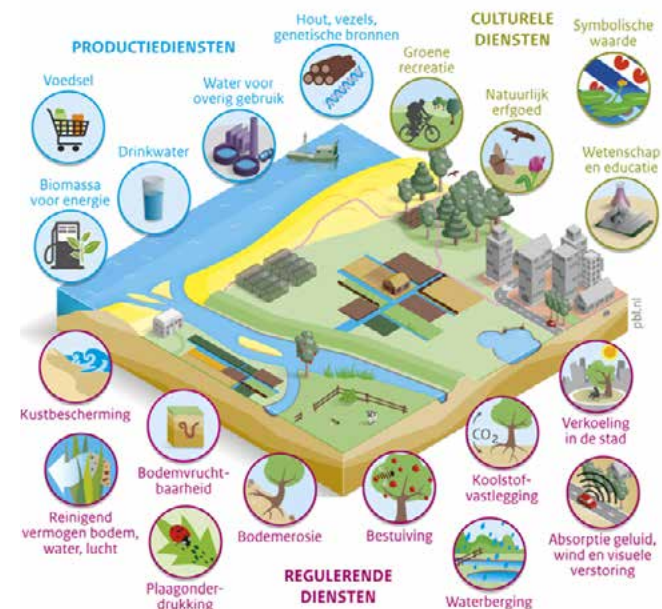 PRODUCTIEDIENSTEN
Voedsel
Biomassa
voor energie
Drinkwater
Water voor
overig gebruik
Hout, vezels,
genetische bronnen
CULTURELE
DIENSTEN
Groene
recreatie
Natuurlijk
erfgoed
Symbolische
waarde
Wetenschap
en educatie
pbl.nl
Kustbescherming
Reinigend
vermogen bodem,
water, lucht
Bodemvrucht-
baarheid
Plaagonder-
drukking
Bodemerosie
Bestuiving
CO2
Koolstof-
vastlegging
Waterberging
Verkoeling
in de stad
Absorptie geluid,
wind en visuele
verstoring
REGULERENDE
DIENSTEN